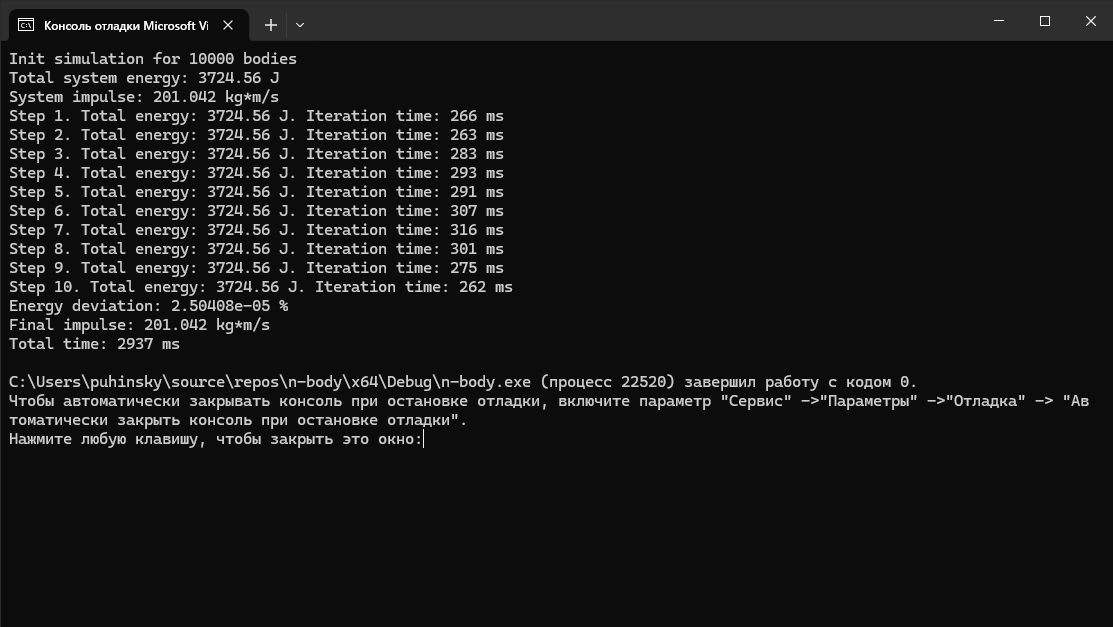 Консоль отладки Microsoft Vi
Init simulation for 10000 bodies
Total system energy: 3724.56 J
System impulse: 201.042 kg*m/s
Step 1. Total energy: 3724.56 J. Iteration time: 266 ms
Step 2. Total energy: 3724.56 J. Iteration time: 263 ms
Step 3. Total energy: 3724.56 J. Iteration time: 283 ms
Step 4. Total energy: 3724.56 J. Iteration time: 293 ms
Step 5. Total energy: 3724.56 J. Iteration time: 291 ms
Step 6. Total energy: 3724.56 J. Iteration time: 307 ms
Step 7. Total energy: 3724.56 J. Iteration time: 316 ms
Step 8. Total energy: 3724.56 J. Iteration time: 301 ms
Step 9. Total energy: 3724.56 J. Iteration time: 275 ms
Step 10. Total energy: 3724.56 J. Iteration time: 262 ms
Energy deviation: 2.50408e-05 %
Final impulse: 201.042 kg*m/s
Total time: 2937 ms
C:\Users\puhinsky\source\repos\n-body\x64\Debug\n-body.exe (процесс 22520) завершил работу с кодом 0.
Чтобы автоматически закрывать консоль при остановке отладки, включите параметр "Сервис" ->"Параметры" ->"Отладка" -> "Ав
томатически закрыть консоль при остановке отладки".
Нажмите любую клавишу, чтобы закрыть это окно: